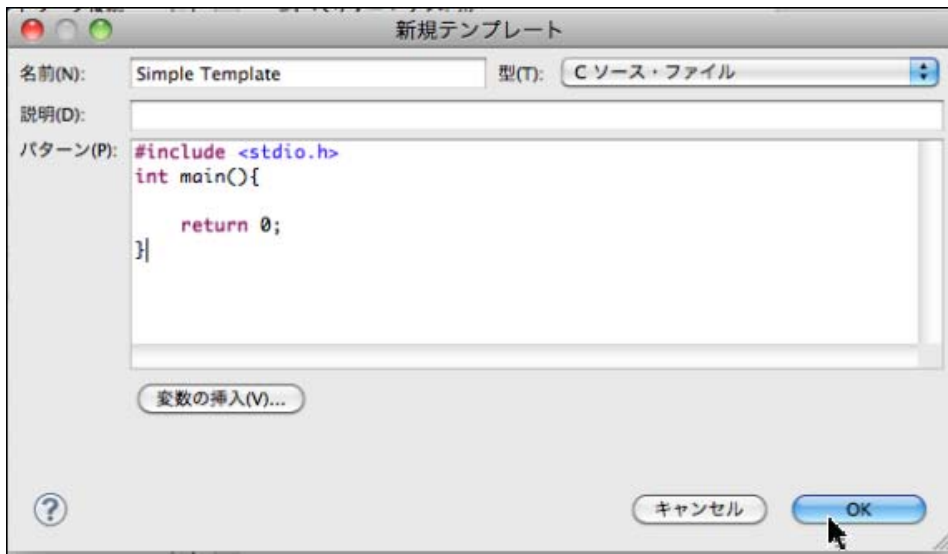 新規テンプレート
名前(N): Simple Template 型(T): C ソース・ファイル
説明(D):
パターン(P): #include <stdio.h>
int main(){
    return 0;
}
変数の挿入(V)...
? キャンセル OK